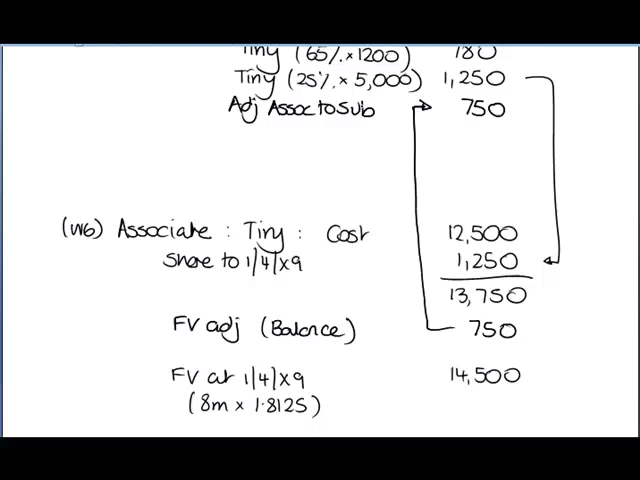 Tiny (65% x 1200) 780
Tiny (25% x 5,000) 1,250
Adj Assoc to Sub 750
(W6) Associate : Tiny : Cost 12,500
Share to 1/4/X9 1,250
13,750
FV adj (Balance) 750
FV at 1/4/X9 14,500
(8m x 1.8125)